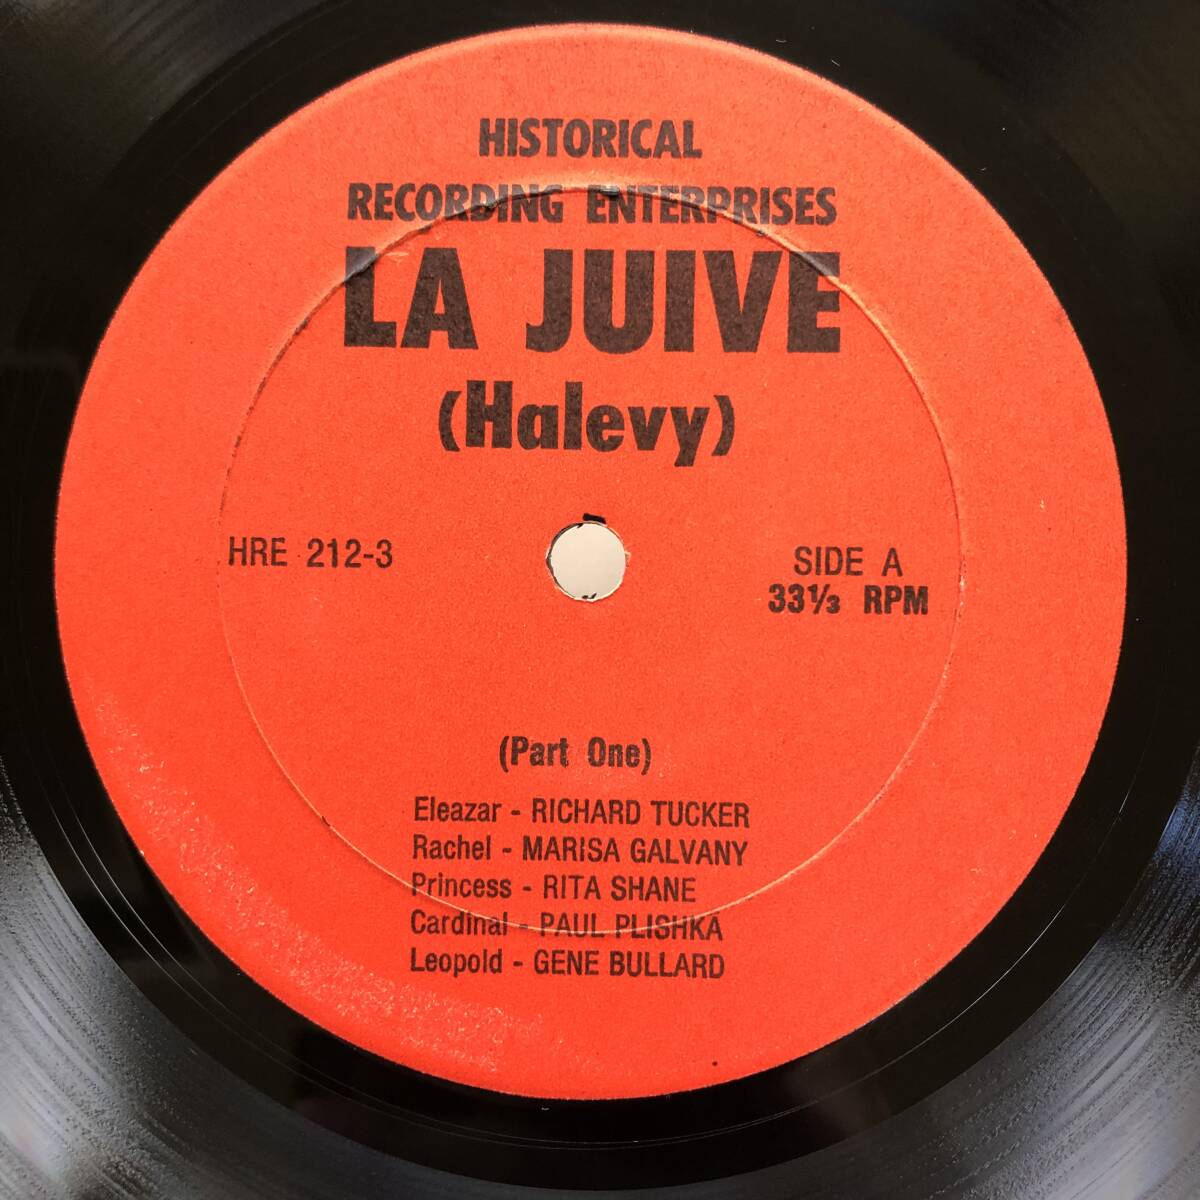 HISTORICAL
RECORDING ENTERPRISES
LA JUIVE
(Halevy)
HRE 212-3
SIDE A
33⅓ RPM
(Part One)
Eleazar - RICHARD TUCKER
Rachel - MARISA GALVANY
Princess - RITA SHANE
Cardinal - PAUL PLISHKA
Leopold - GENE BULLARD